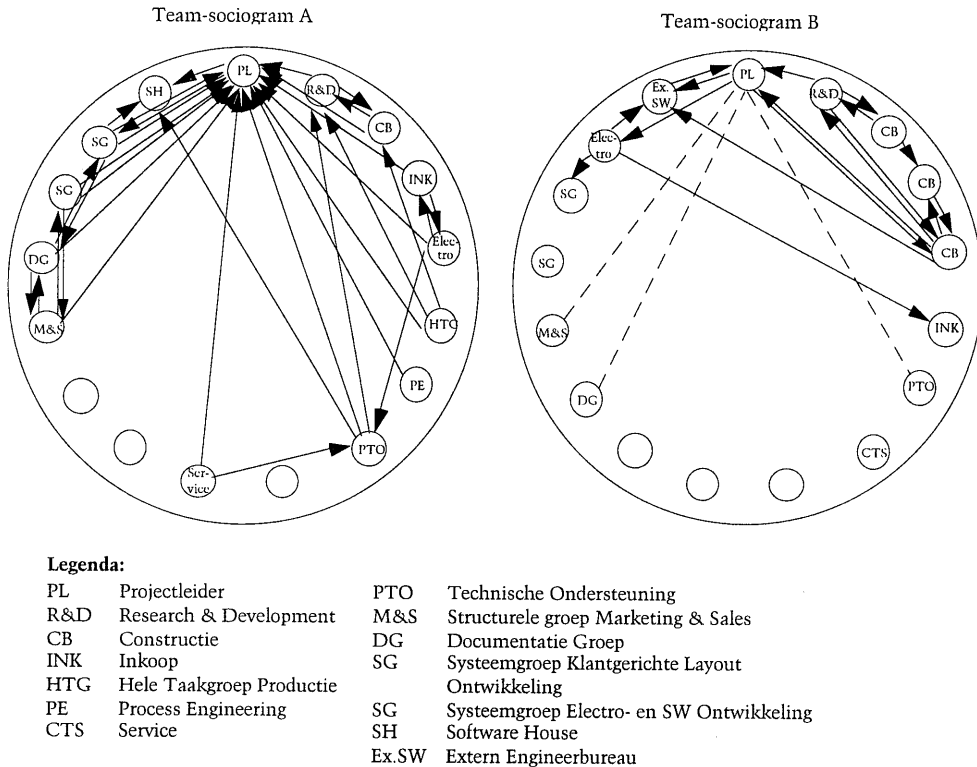 Team-sociogram A
Team-sociogram B
PL
SH
R&D
SG
CB
SG
INK
DG
Elec-
tro
M&S
HTG
PE
PTO
Ser-
vice
PL
Ex.
SW
R&D
Elec-
tro
CB
SG
CB
SG
CB
M&S
INK
DG
PTO
CTS
Legenda:
PL Projectleider
R&D Research & Development
CB Constructie
INK Inkoop
HTG Hele Taakgroep Productie
PE Process Engineering
CTS Service
PTO Technische Ondersteuning
M&S Structurele groep Marketing & Sales
DG Documentatie Groep
SG Systeemgroep Klantgerichte Layout
Ontwikkeling
SG Systeemgroep Electro- en SW Ontwikkeling
SH Software House
Ex.SW Extern Engineerbureau